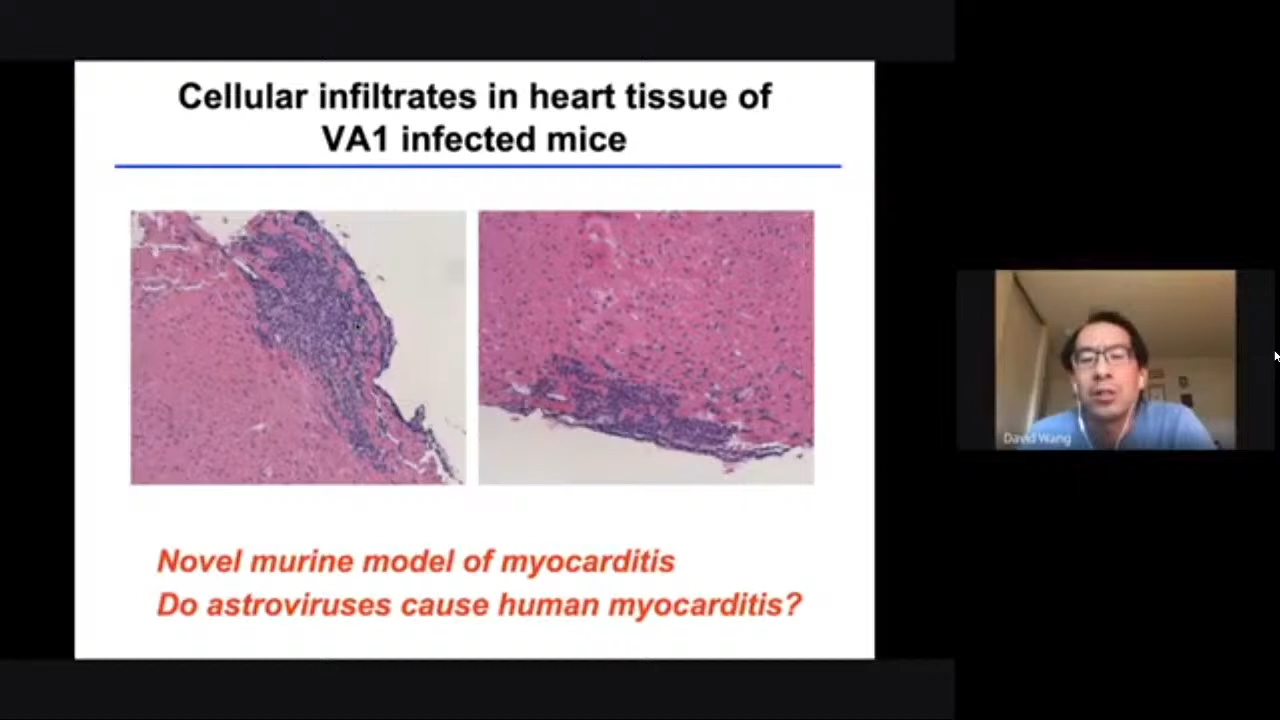 Cellular infiltrates in heart tissue of
VA1 infected mice
Novel murine model of myocarditis
Do astroviruses cause human myocarditis?
David Wang